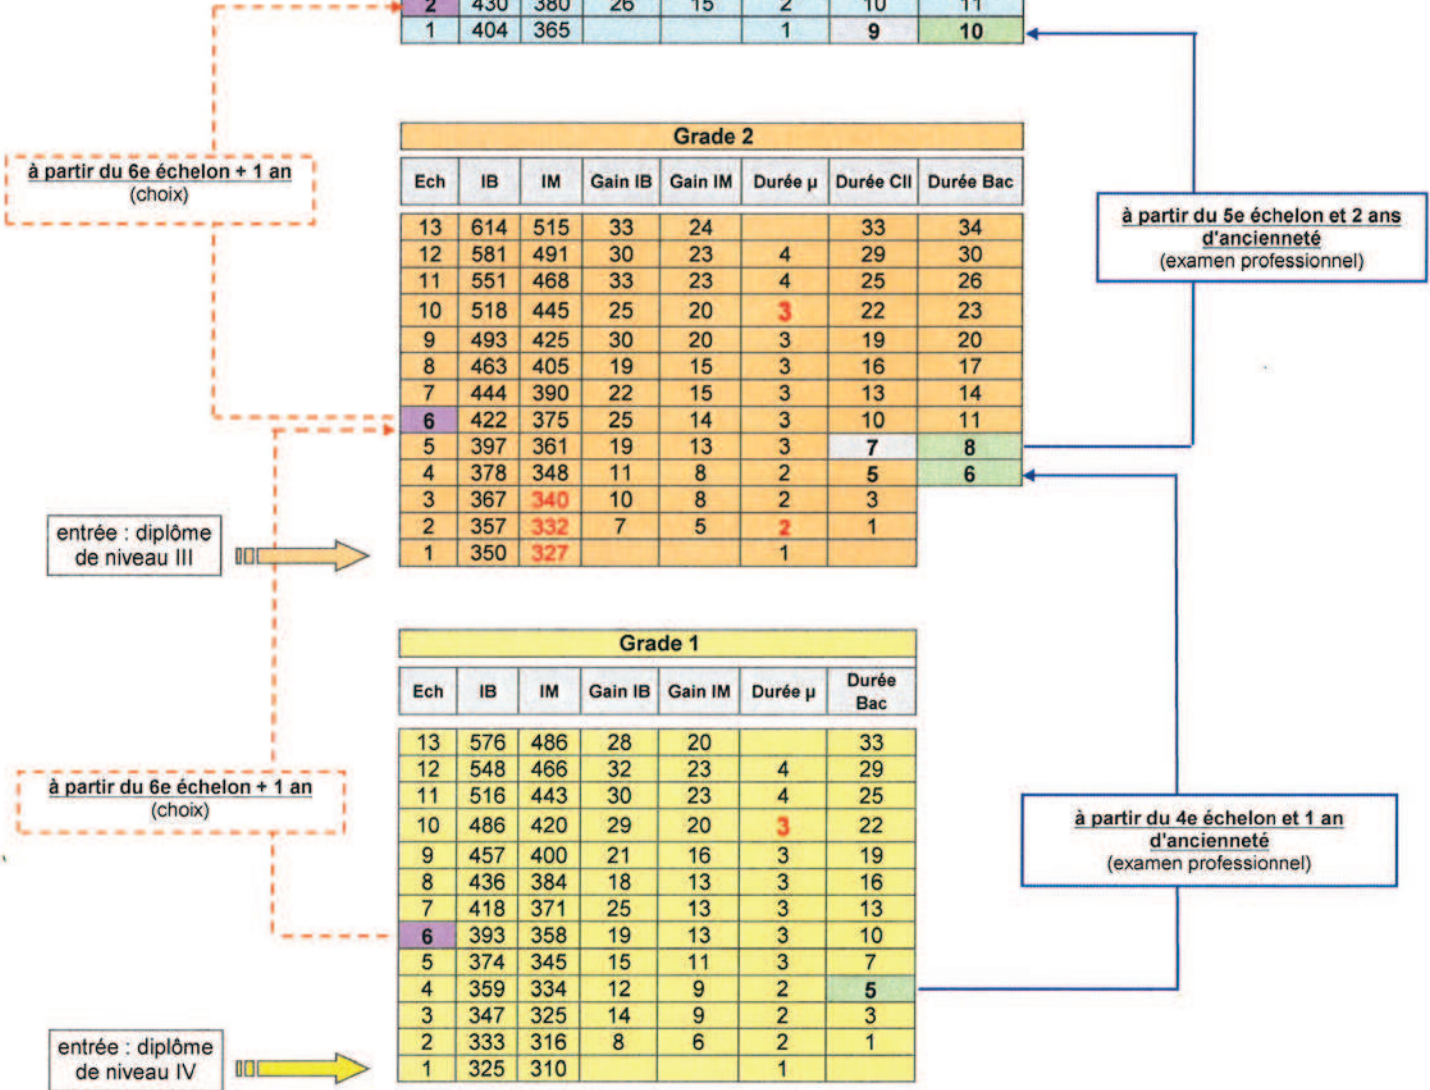 2 430 380 26 15 2 10 11
1 404 365 1 9 10
à partir du 6e échelon + 1 an
(choix)
Grade 2
Ech IB IM Gain IB Gain IM Durée µ Durée CII Durée Bac
13 614 515 33 24 33 34
12 581 491 30 23 4 29 30
11 551 468 33 23 4 25 26
10 518 445 25 20 3 22 23
9 493 425 30 20 3 19 20
8 463 405 19 15 3 16 17
7 444 390 22 15 3 13 14
6 422 375 25 14 3 10 11
5 397 361 19 13 3 7 8
4 378 348 11 8 2 5 6
3 367 340 10 8 2 3
2 357 332 7 5 2 1
1 350 327 1
à partir du 5e échelon et 2 ans
d'ancienneté
(examen professionnel)
entrée : diplôme
de niveau III
Grade 1
Ech IB IM Gain IB Gain IM Durée µ Durée
Bac
13 576 486 28 20 33
12 548 466 32 23 4 29
11 516 443 30 23 4 25
10 486 420 29 20 3 22
9 457 400 21 16 3 19
8 436 384 18 13 3 16
7 418 371 25 13 3 13
6 393 358 19 13 3 10
5 374 345 15 11 3 7
4 359 334 12 9 2 5
3 347 325 14 9 2 3
2 333 316 8 6 2 1
1 325 310 1
à partir du 6e échelon + 1 an
(choix)
à partir du 4e échelon et 1 an
d'ancienneté
(examen professionnel)
entrée : diplôme
de niveau IV